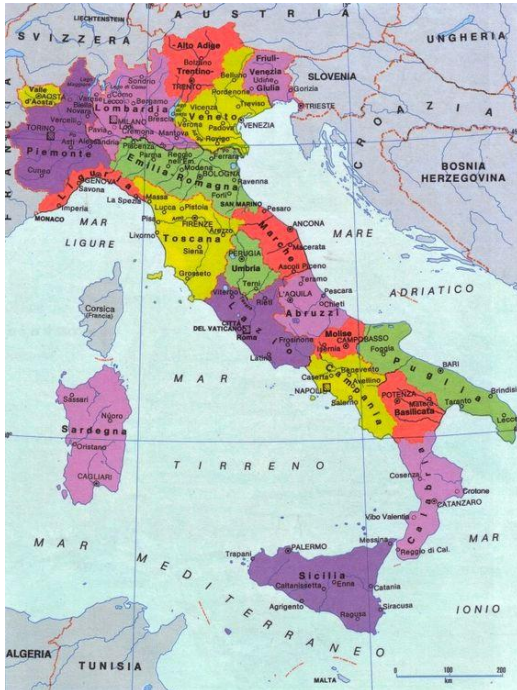 LIECHTENSTEIN
AUSTRIA
SVIZZERA
UNGHERIA
SLOVENIA
CROAZIA
BOSNIA
HERZEGOVINA
FRANCIA
-Alto Adige
Bolzano
Trentino-
TRENTO
Friuli-
Venezia
Giulia
Udine
Gorizia
TRIESTE
Belluno
Pordenone
Treviso
Vicenza
Veneto
Verona
Padova
VENEZIA
Rovigo
Valle
d'Aosta
AOSTA
Sondrio
Como
Lecco
Bergamo
Varese
Lombardia
MILANO
Brescia
Cremona
Mantova
Pavia
Lodi
Biella
Novara
Vercelli
TORINO
Asti
Alessandria
Piemonte
Cuneo
Piacenza
Parma
Reggio
nell'Em.
Modena
Ferrara
BOLOGNA
Emilia-Romagna
Ravenna
Forlì
Liguria
GENOVA
Savona
Imperia
La Spezia
MONACO
MAR
LIGURE
SAN MARINO
Pesaro
ANCONA
Marche
Macerata
Ascoli Piceno
Massa
Lucca
Pistoia
Pisa
FIRENZE
Arezzo
Livorno
Toscana
Siena
Grosseto
PERUGIA
Umbria
Terni
MARE
ADRIATICO
Teramo
L'AQUILA
Pescara
Chieti
Abruzzi
Viterbo
Rieti
Lazio
CITTÀ
DEL VATICANO
Roma
Frosinone
Latina
Molise
Isernia
CAMPOBASSO
Foggia
Puglia
BARI
Brindisi
Taranto
Lecce
Caserta
Benevento
Avellino
NAPOLI
Salerno
Campania
POTENZA
Matera
Basilicata
Corsica
(Francia)
Sassari
Nuoro
Sardegna
Oristano
CAGLIARI
MAR
TIRRENO
Cosenza
Calabria
Crotone
CATANZARO
Vibo Valentia
Reggio di Cal.
Messina
PALERMO
Trapani
Sicilia
Caltanissetta
Enna
Catania
Agrigento
Siracusa
Ragusa
MAR
IONIO
MAR MEDITERRANEO
ALGERIA
TUNISIA
MALTA
0 100 200
km